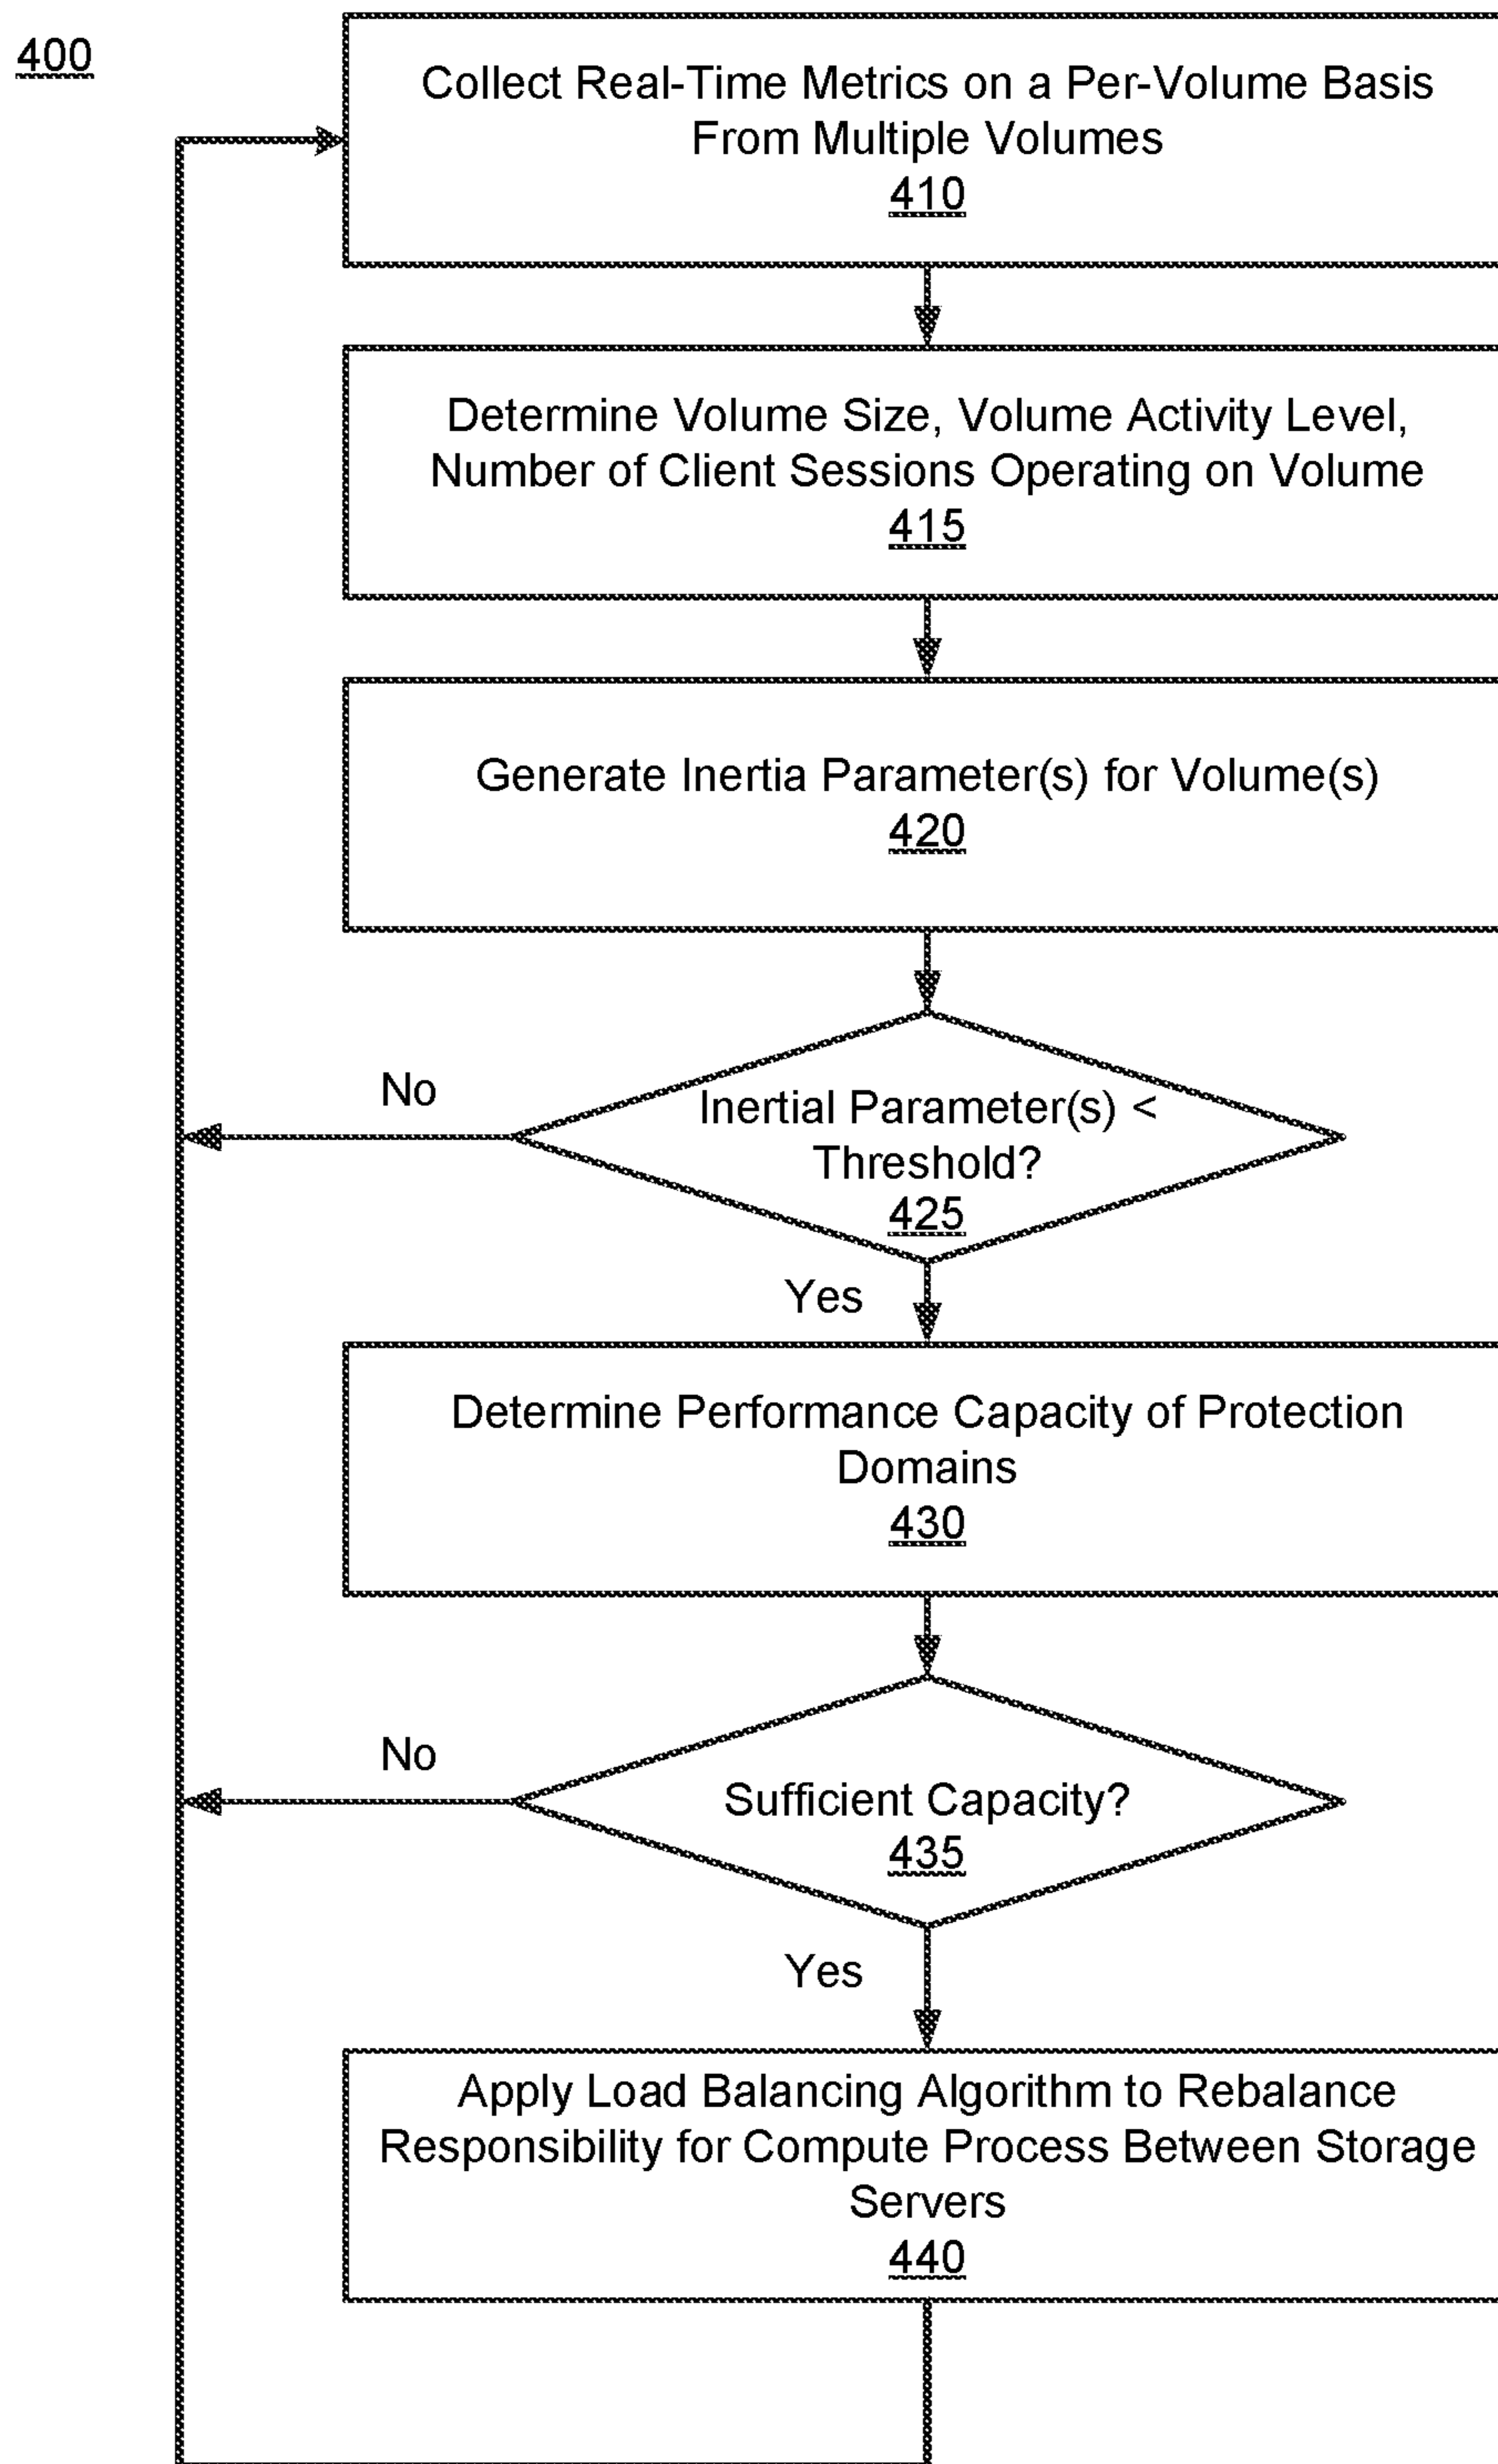 400
Collect Real-Time Metrics on a Per-Volume Basis
From Multiple Volumes
410
Determine Volume Size, Volume Activity Level,
Number of Client Sessions Operating on Volume
415
Generate Inertia Parameter(s) for Volume(s)
420
No
Inertial Parameter(s) <
Threshold?
425
Yes
Determine Performance Capacity of Protection
Domains
430
No
Sufficient Capacity?
435
Yes
Apply Load Balancing Algorithm to Rebalance
Responsibility for Compute Process Between Storage
Servers
440